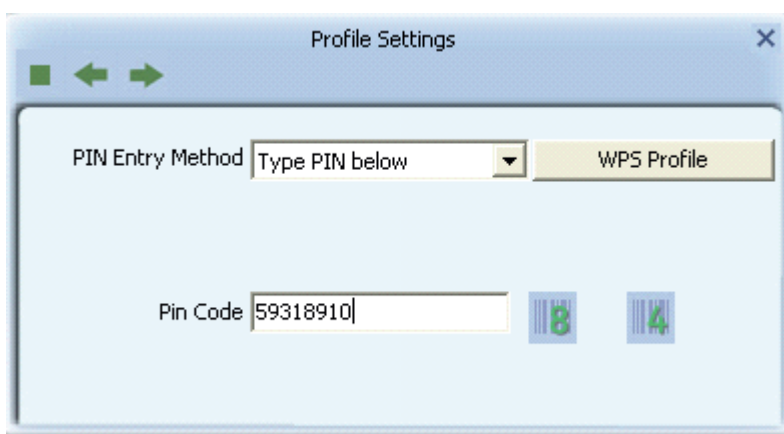 Profile Settings
PIN Entry Method Type PIN below WPS Profile
Pin Code 59318910 8 4